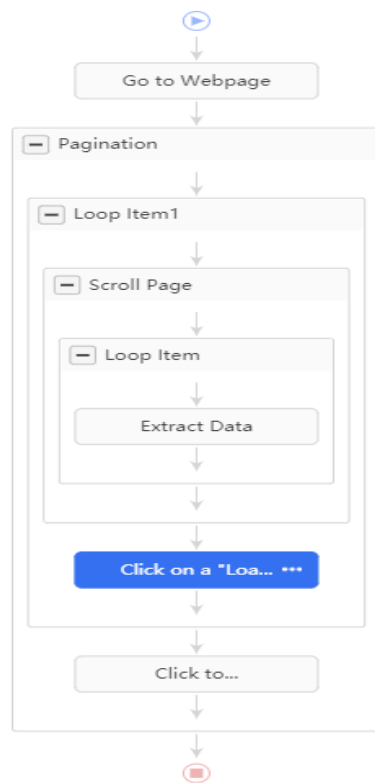 Go to Webpage
Pagination
Loop Item1
Scroll Page
Loop Item
Extract Data
Click on a "Loa... •••
Click to...